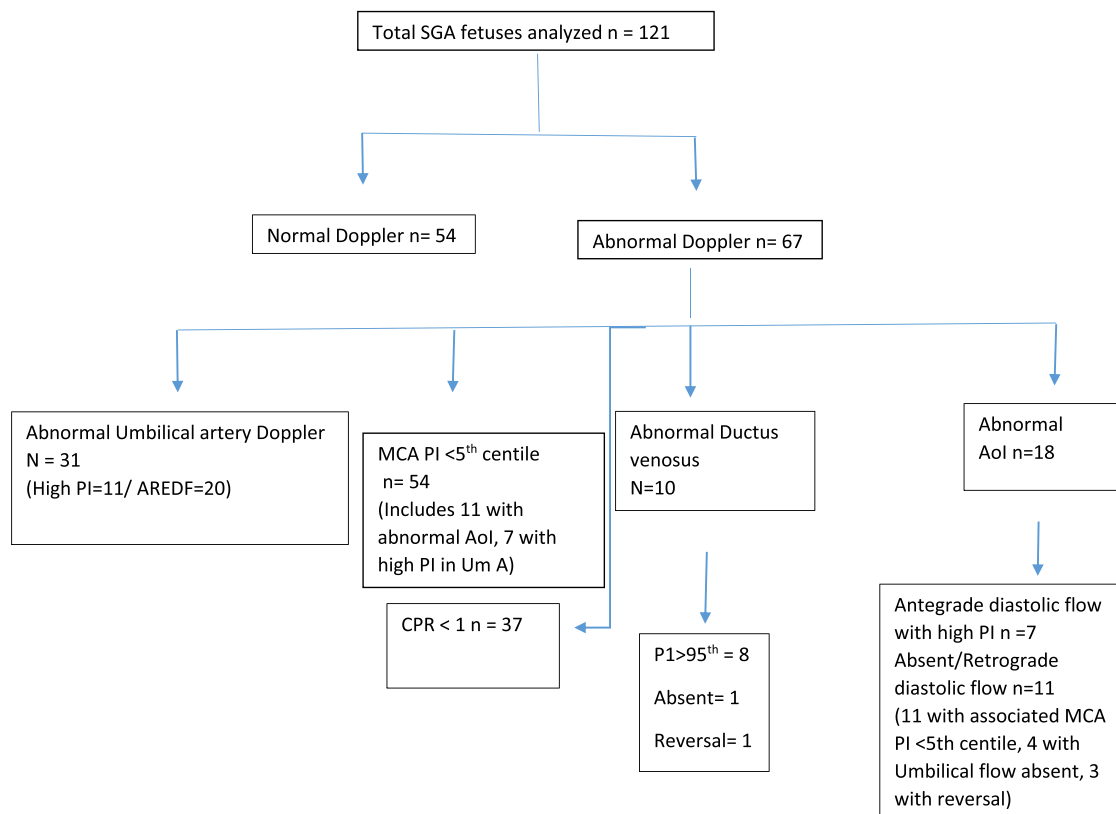 Total SGA fetuses analyzed n = 121
Normal Doppler n= 54
Abnormal Doppler n= 67
Abnormal Umbilical artery Doppler
N = 31
(High PI=11/ AREDF=20)
MCA PI <5th centile
n= 54
(Includes 11 with
abnormal AoI, 7 with
high PI in Um A)
CPR < 1 n = 37
Abnormal Ductus
venosus
N=10
P1>95th = 8
Absent= 1
Reversal= 1
Abnormal
AoI n=18
Antegrade diastolic flow
with high PI n =7
Absent/Retrograde
diastolic flow n=11
(11 with associated MCA
PI <5th centile, 4 with
Umbilical flow absent, 3
with reversal)